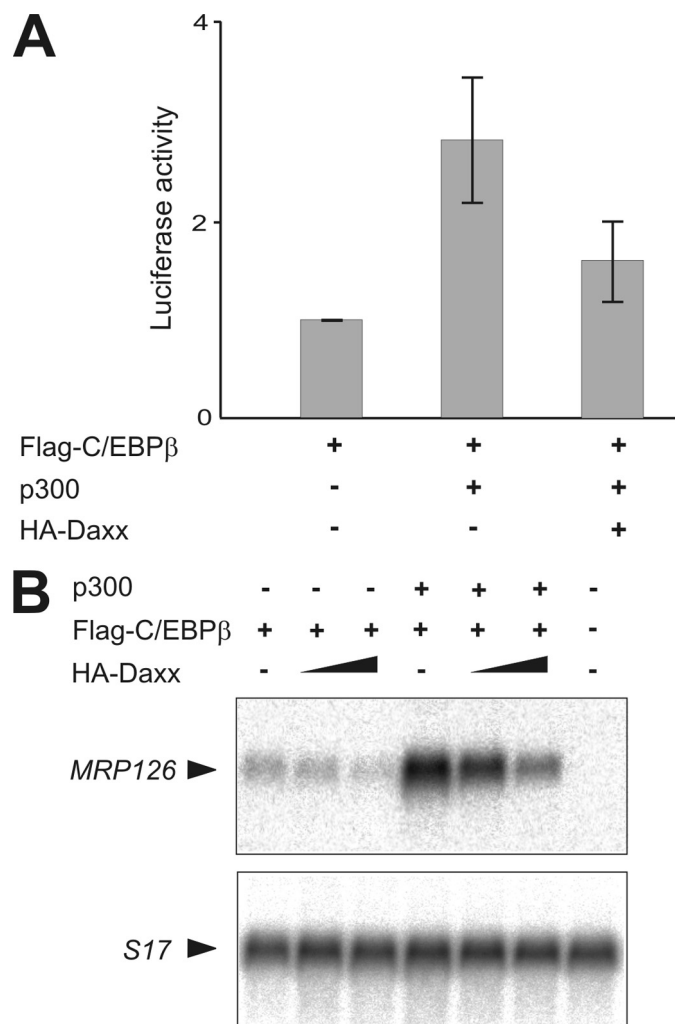 A
4
2
0
Luciferase activity
Flag-C/EBPβ + + +
p300 - + +
HA-Daxx - - +
B
p300 - - - + + + -
Flag-C/EBPβ + + + + + + -
HA-Daxx - - -
MRP126
S17